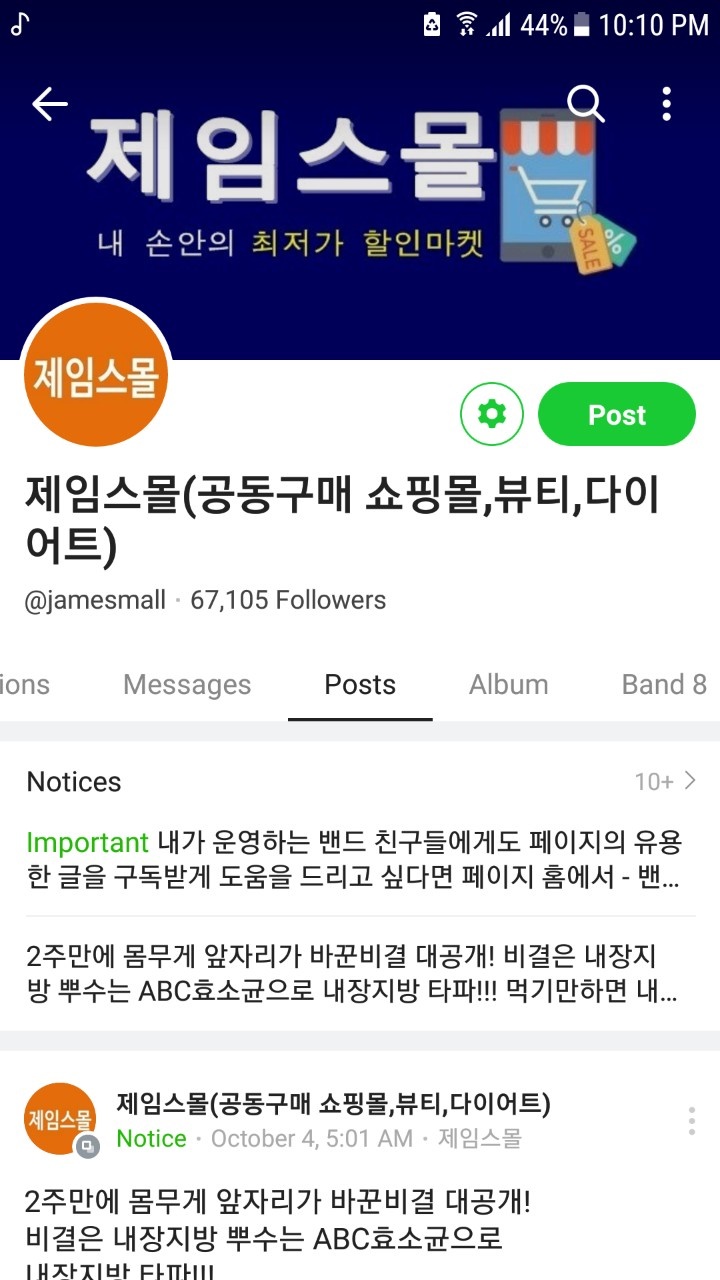 44% 10:10 PM
제임스몰
내 손안의 최저가 할인마켓
SALE %
제임스몰
Post
제임스몰(공동구매 쇼핑몰,뷰티,다이
어트)
@jamesmall · 67,105 Followers
ions Messages Posts Album Band 8
Notices 10+
Important 내가 운영하는 밴드 친구들에게도 페이지의 유용
한 글을 구독받게 도움을 드리고 싶다면 페이지 홈에서 - 밴...
2주만에 몸무게 앞자리가 바꾼비결 대공개! 비결은 내장지
방 뿌수는 ABC효소균으로 내장지방 타파!!! 먹기만하면 내...
제임스몰
제임스몰(공동구매 쇼핑몰,뷰티,다이어트)
Notice · October 4, 5:01 AM · 제임스몰
2주만에 몸무게 앞자리가 바꾼비결 대공개!
비결은 내장지방 뿌수는 ABC효소균으로
내장지방 타파!!!